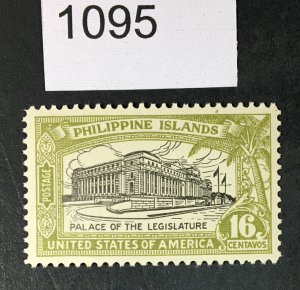 1095
PHILIPPINE ISLANDS
POSTAGE
PALACE OF THE LEGISLATURE
16
CENTAVOS
UNITED STATES OF AMERICA